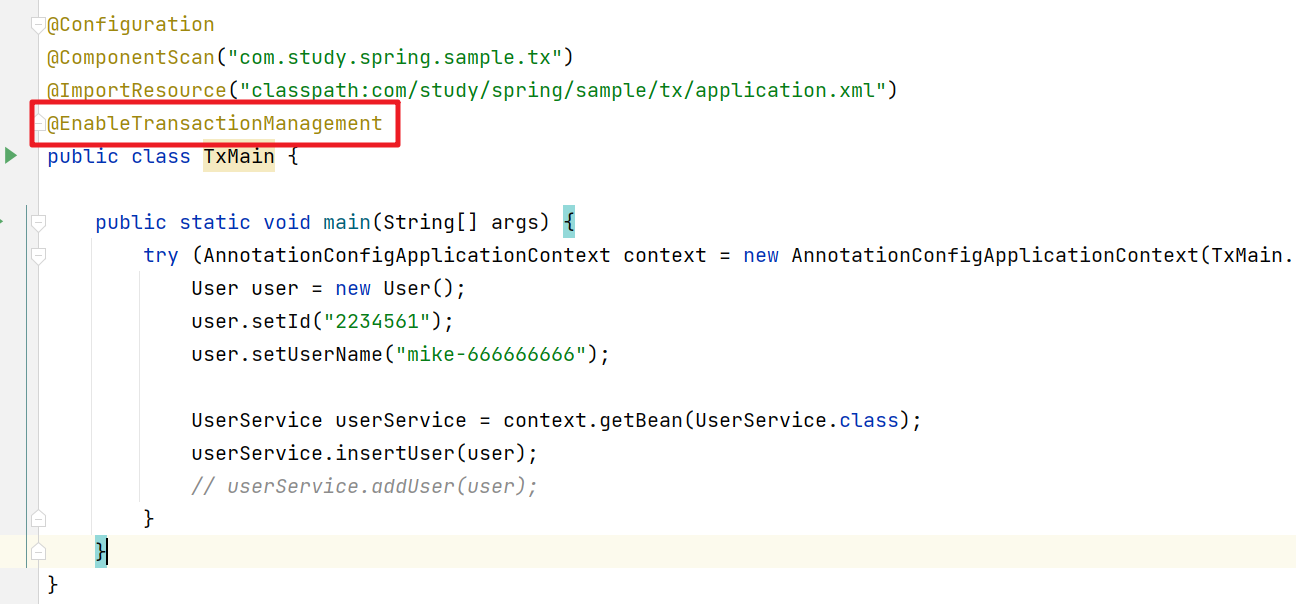 @Configuration
@ComponentScan("com.study.spring.sample.tx")
@ImportResource("classpath:com/study/spring/sample/tx/application.xml")
@EnableTransactionManagement
public class TxMain {
public static void main(String[] args) {
try (AnnotationConfigApplicationContext context = new AnnotationConfigApplicationContext(TxMain.
User user = new User();
user.setId("2234561");
user.setUserName("mike-666666666");
UserService userService = context.getBean(UserService.class);
userService.insertUser(user);
// userService.addUser(user);
}
}
}